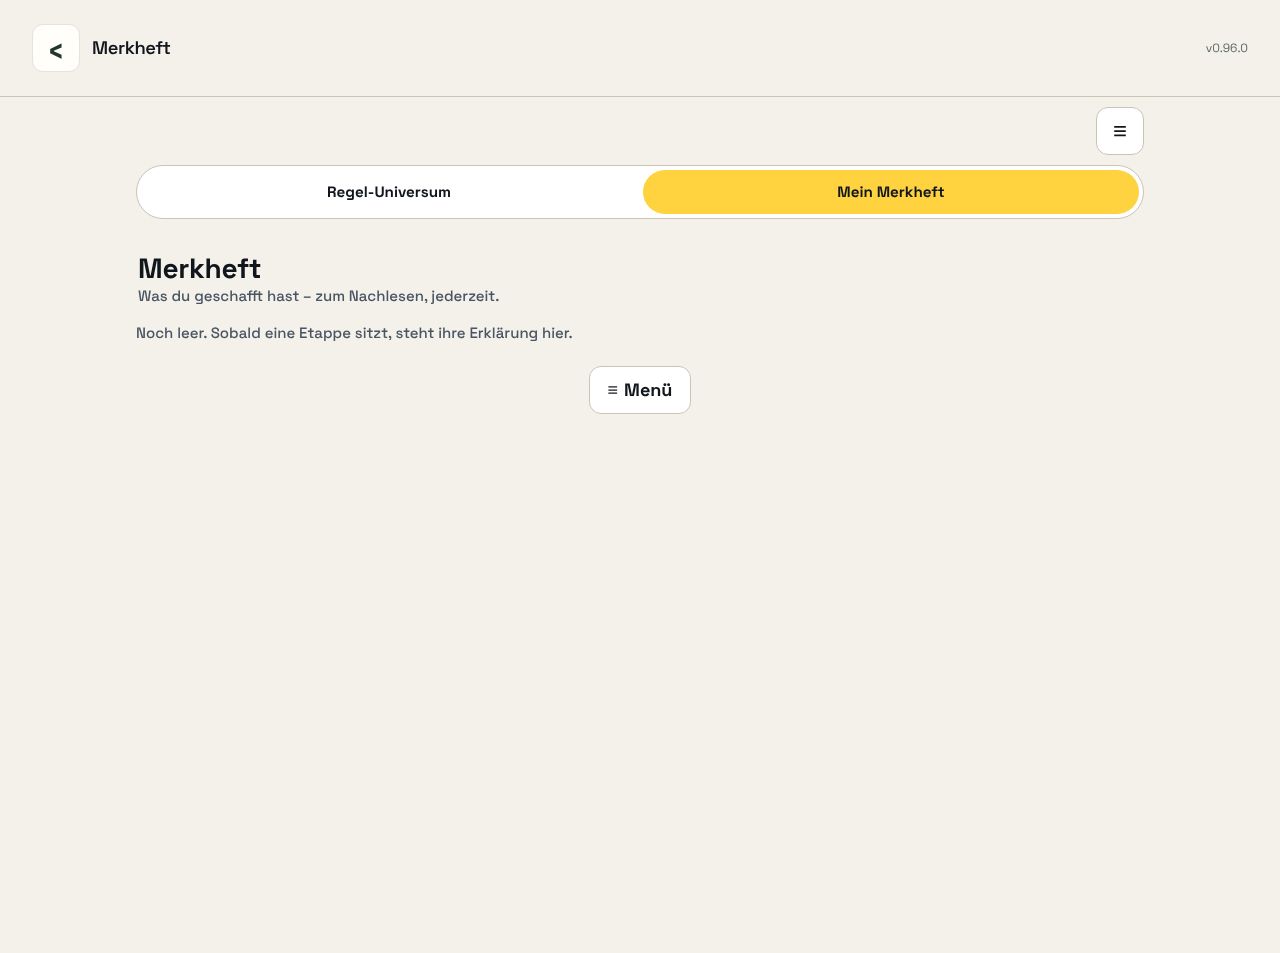 < Merkheft
v0.96.0
≡
Regel-Universum
Mein Merkheft
Merkheft
Was du geschafft hast – zum Nachlesen, jederzeit.
Noch leer. Sobald eine Etappe sitzt, steht ihre Erklärung hier.
≡ Menü